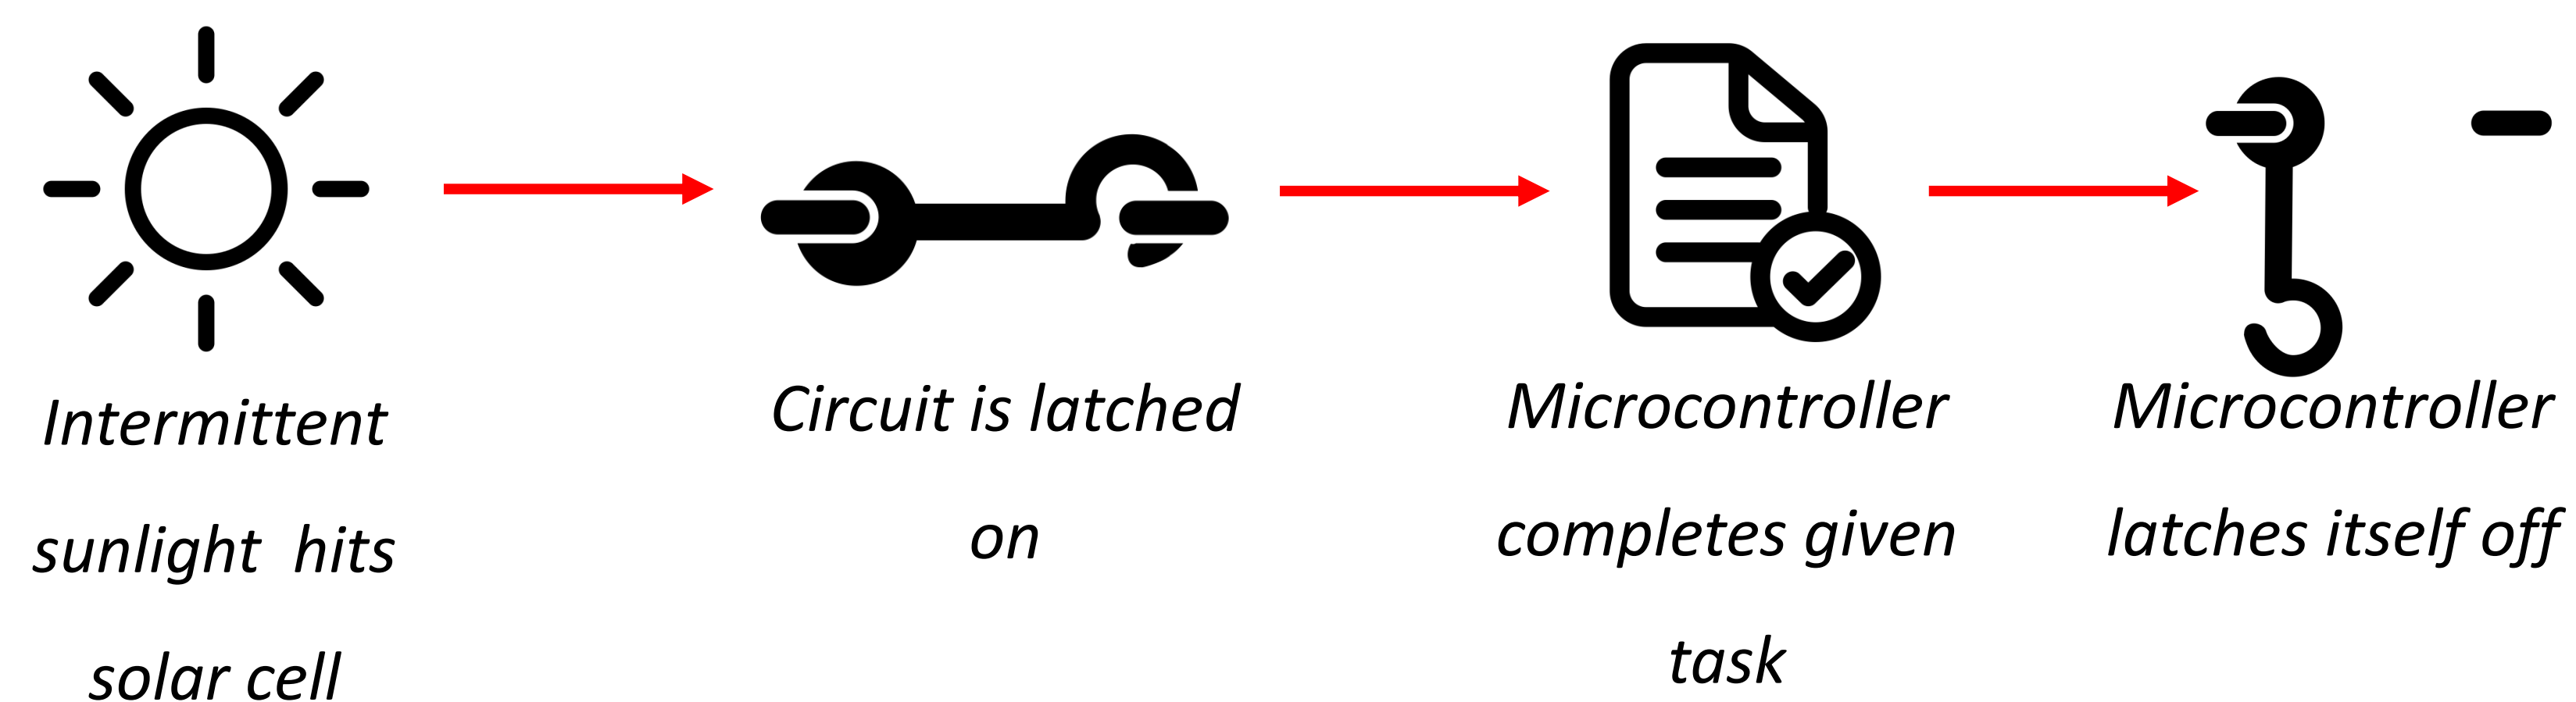 Intermittent
sunlight  hits
solar cell
Circuit is latched
on
Microcontroller
completes given
task
Microcontroller
latches itself off